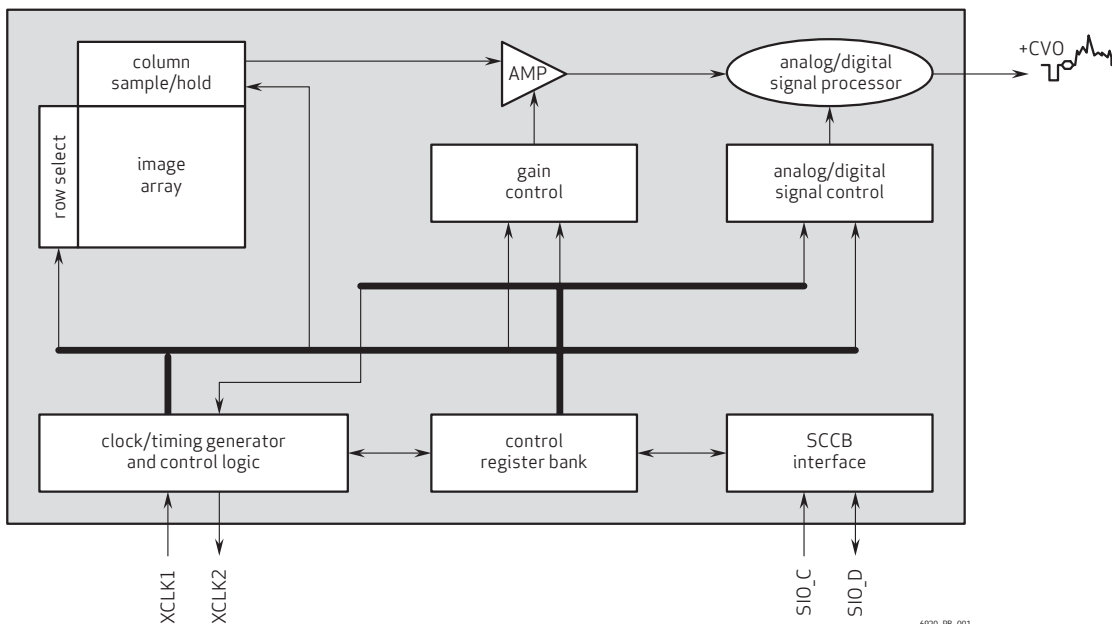 column
sample/hold
AMP
analog/digital
signal processor
+CVO
row select
image
array
gain
control
analog/digital
signal control
clock/timing generator
and control logic
control
register bank
SCCB
interface
XCLK1
XCLK2
SIO_C
SIO_D
6920_PB_001